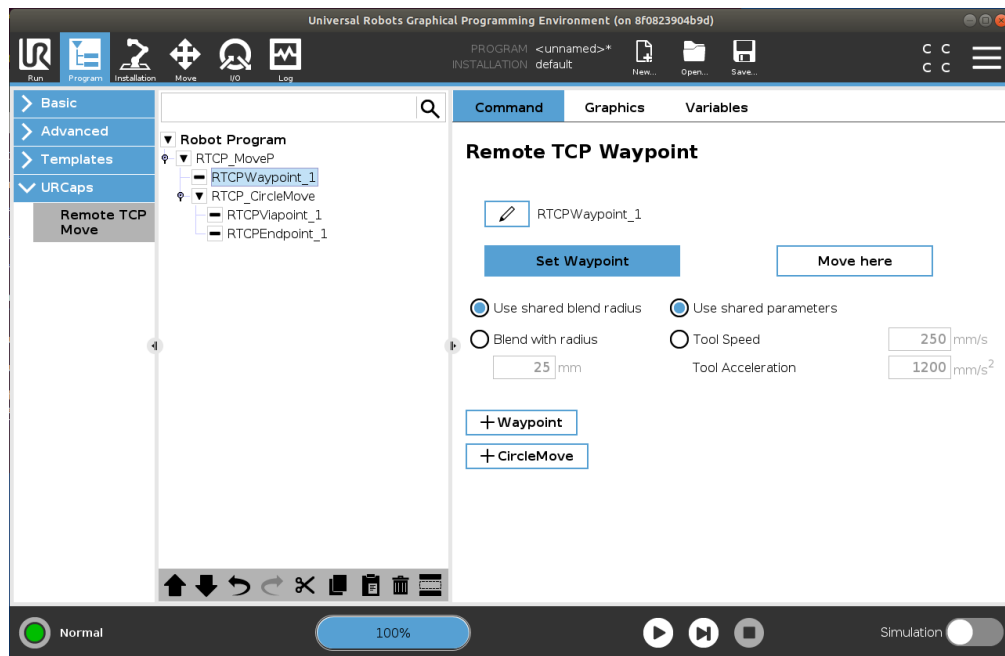 Universal Robots Graphical Programming Environment (on 8f0823904b9d)
Run
Program
Installation
Move
I/O
Log
PROGRAM <unnamed>*
INSTALLATION default
New...
Open...
Save...
C C
C C
Basic
Advanced
Templates
URCaps
Remote TCP
Move
Robot Program
RTCP_MoveP
RTCPWaypoint_1
RTCP_CircleMove
RTCPViapoint_1
RTCPEndpoint_1
Command
Graphics
Variables
Remote TCP Waypoint
RTCPWaypoint_1
Set Waypoint
Move here
Use shared blend radius
Use shared parameters
Blend with radius
Tool Speed
250 mm/s
25 mm
Tool Acceleration
1200 mm/s²
+ Waypoint
+ CircleMove
Normal
100%
Simulation